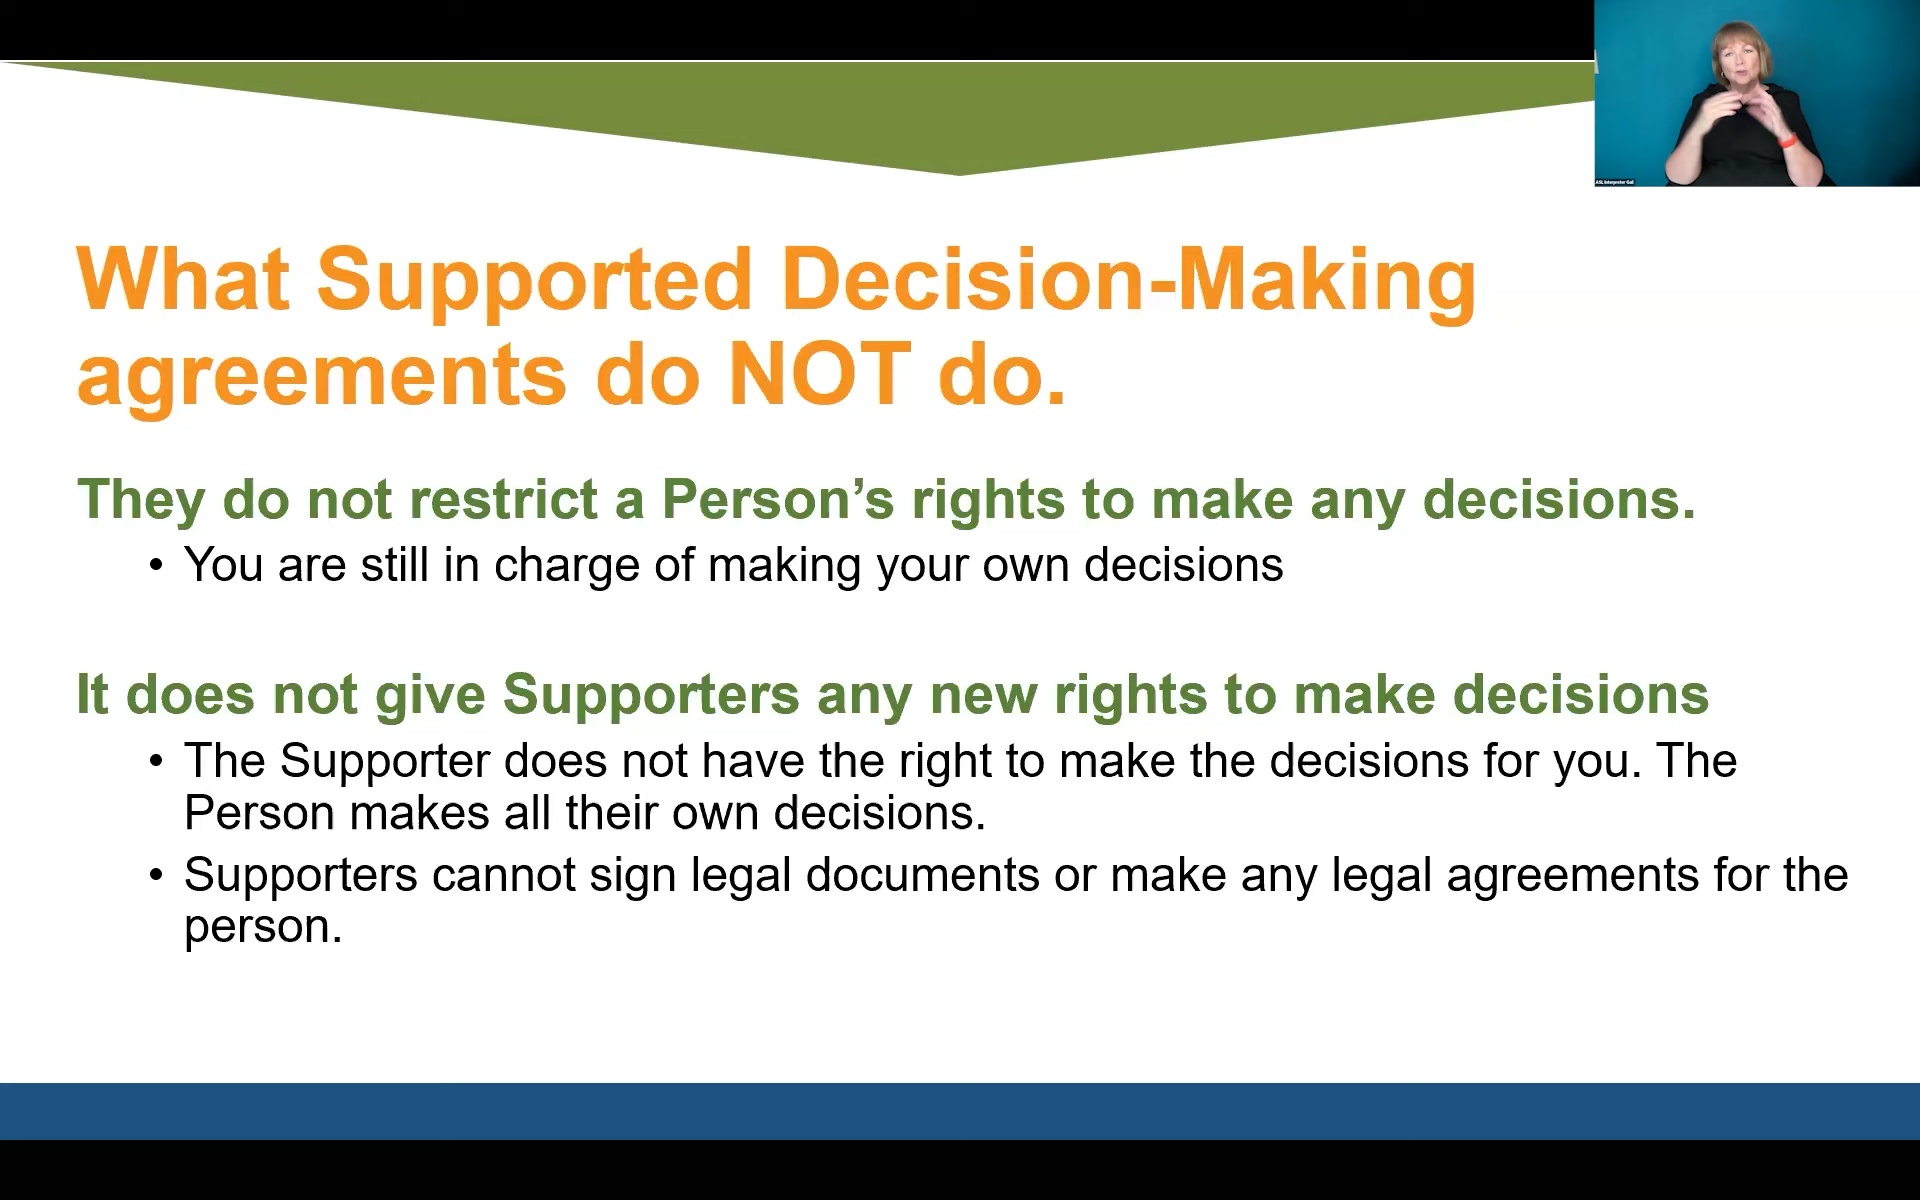 ASL Interpreter Gail
What Supported Decision-Making
agreements do NOT do.
They do not restrict a Person’s rights to make any decisions.
• You are still in charge of making your own decisions
It does not give Supporters any new rights to make decisions
• The Supporter does not have the right to make the decisions for you. The
Person makes all their own decisions.
• Supporters cannot sign legal documents or make any legal agreements for the
person.